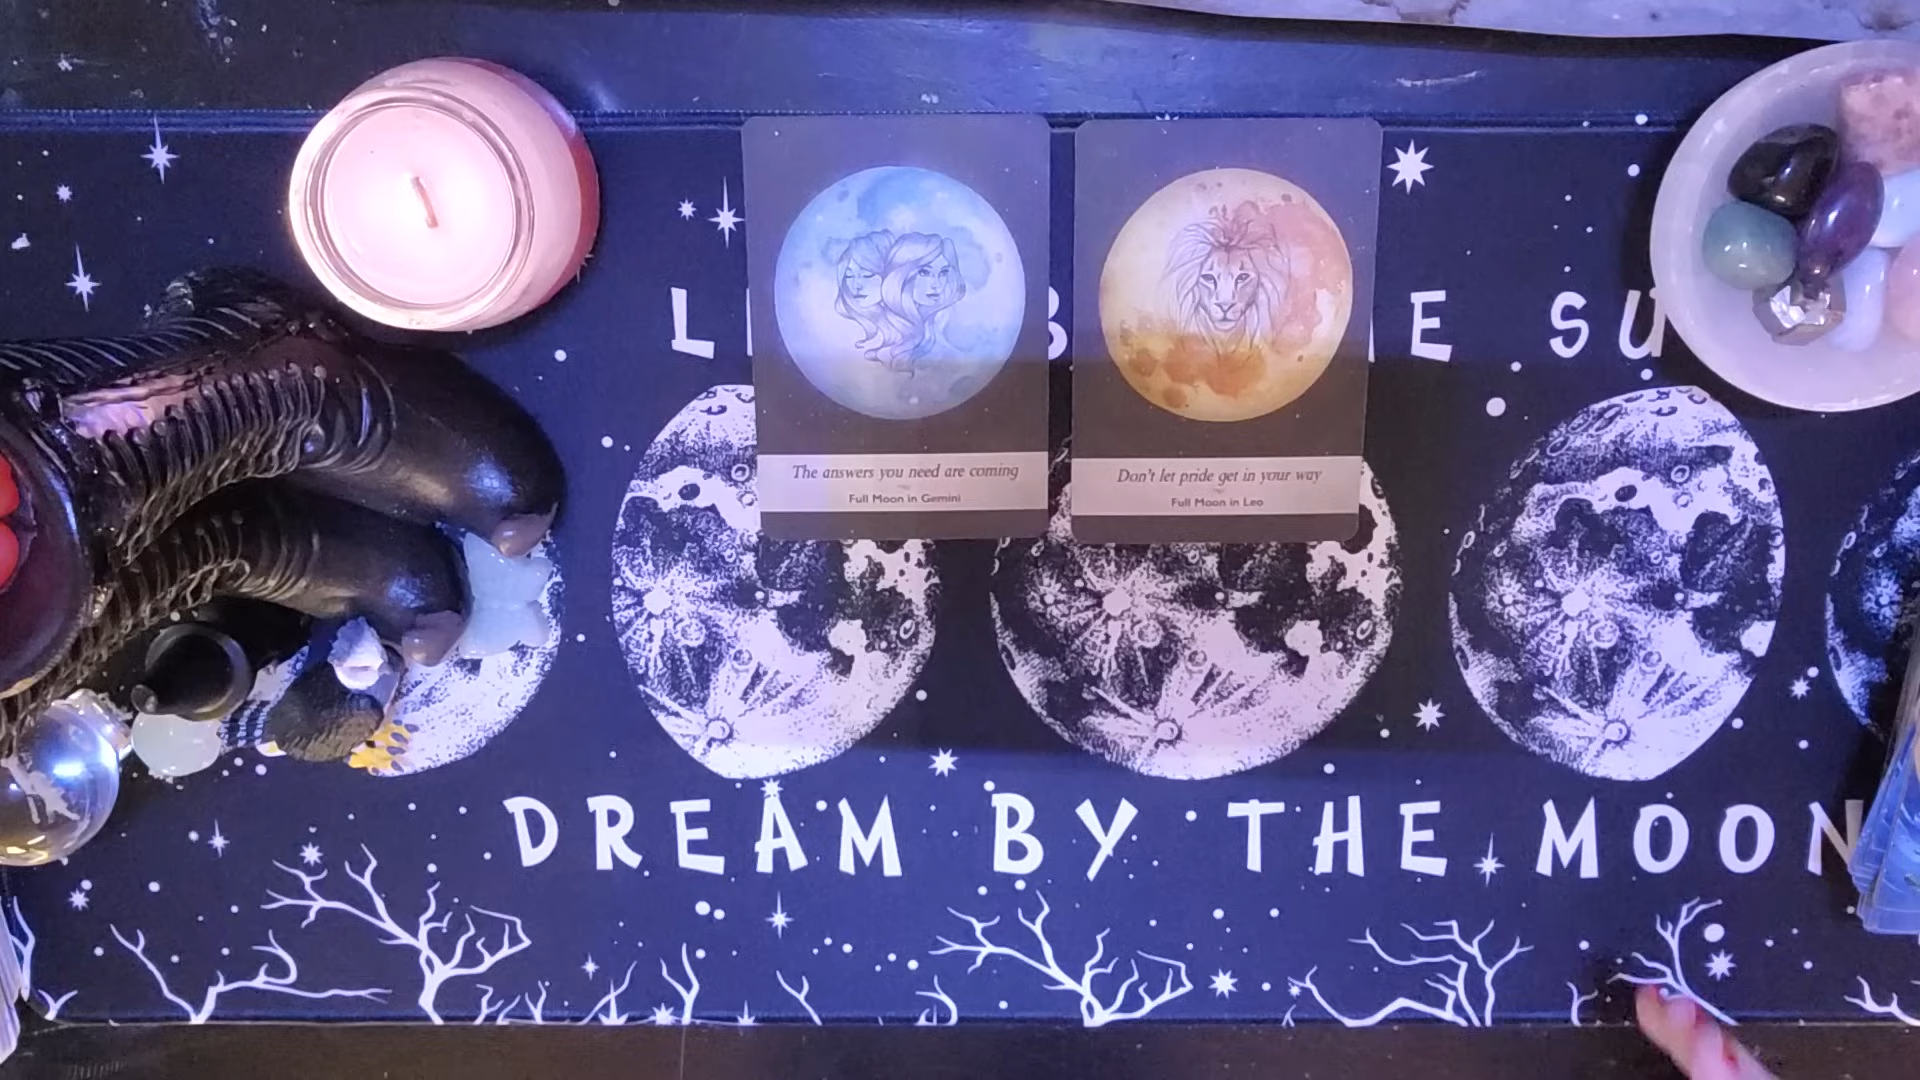 L B E SU
The answers you need are coming
Full Moon in Gemini
Don't let pride get in your way
Full Moon in Leo
DREAM BY THE MOON